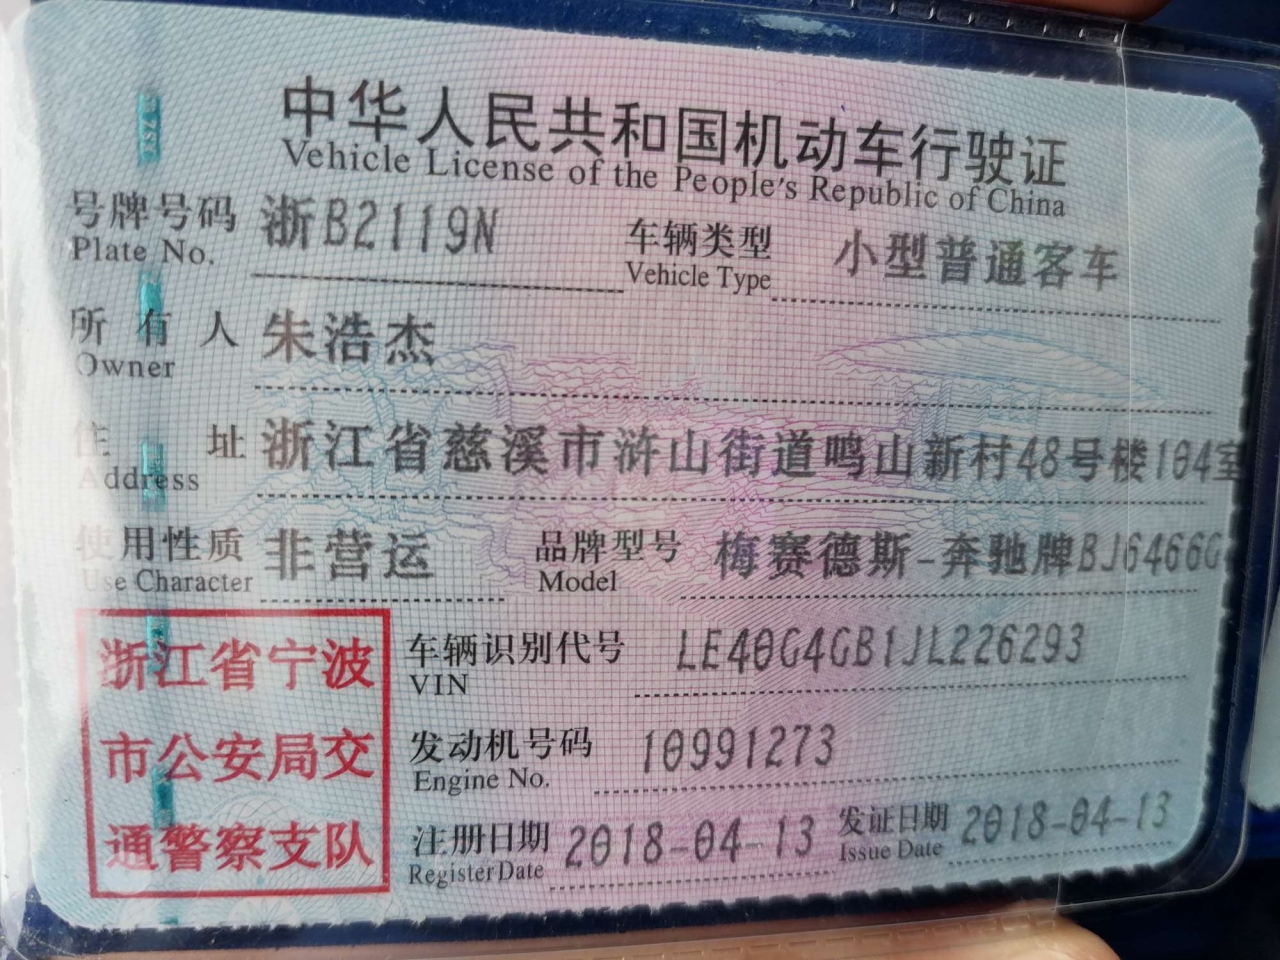 中华人民共和国机动车行驶证
Vehicle License of the People's Republic of China
号牌号码 浙B2119N 车辆类型 小型普通客车
Plate No. Vehicle Type
所有人 朱浩杰
Owner
住址 浙江省慈溪市浒山街道鸣山新村48号楼104室
Address
使用性质 非营运 品牌型号 梅赛德斯-奔驰牌BJ6466G
Use Character Model
浙江省宁波
市公安局交
通警察支队
车辆识别代号 LE40G4GB1JL226293
VIN
发动机号码 10991273
Engine No.
注册日期 2018-04-13 发证日期 2018-04-13
Register Date Issue Date